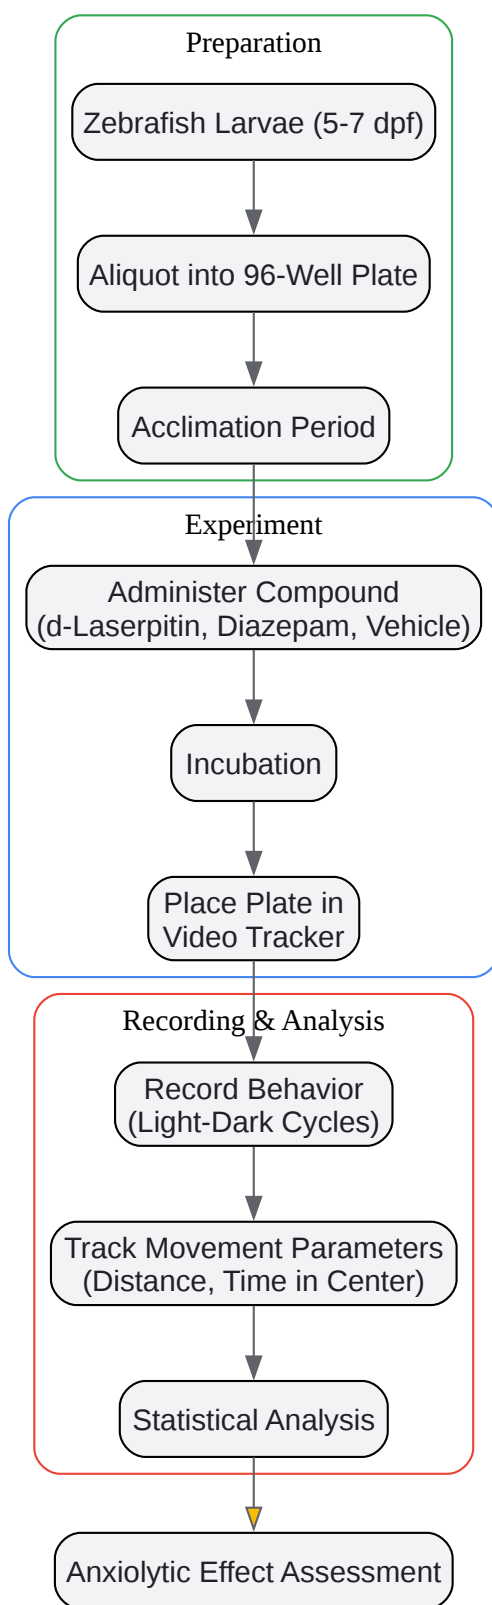 Preparation
Zebrafish Larvae (5-7 dpf)
Aliquot into 96-Well Plate
Acclimation Period
Experiment
Administer Compound
(d-Laserpitin, Diazepam, Vehicle)
Incubation
Place Plate in
Video Tracker
Recording & Analysis
Record Behavior
(Light-Dark Cycles)
Track Movement Parameters
(Distance, Time in Center)
Statistical Analysis
Anxiolytic Effect Assessment